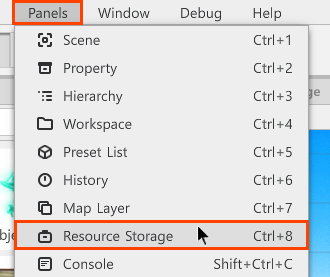 Panels Window Debug Help
Scene Ctrl+1
Property Ctrl+2
Hierarchy Ctrl+3
Workspace Ctrl+4
Preset List Ctrl+5
History Ctrl+6
Map Layer Ctrl+7
Resource Storage Ctrl+8
Console Shift+Ctrl+C